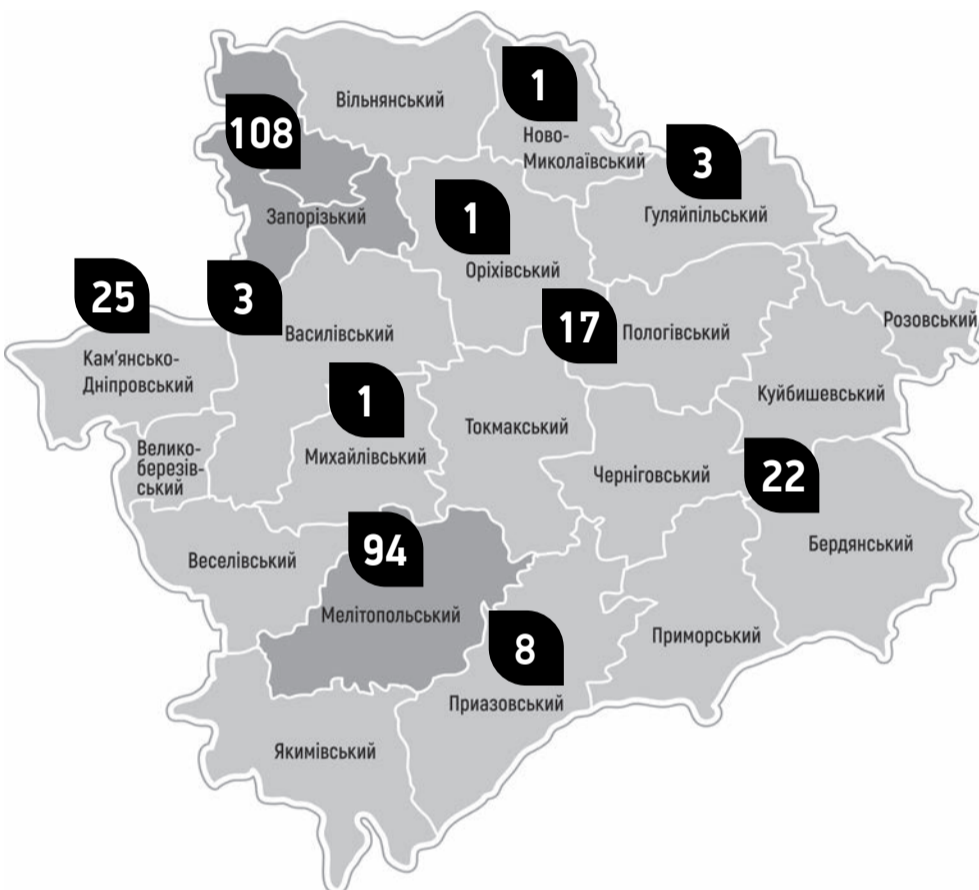 1
Вільнянський
108
Ново-
Миколаївський
3
Гуляйпільський
Запорізький
1
Оріхівський
25
3
17
Василівський
Пологівський
Розовський
Кам'янсько-
Дніпровський
1
Куйбишевський
Токмакський
Велико-
березів-
ський
Михайлівський
Черніговський
22
94
Веселівський
Бердянський
Мелітопольський
8
Приморський
Приазовський
Якимівський